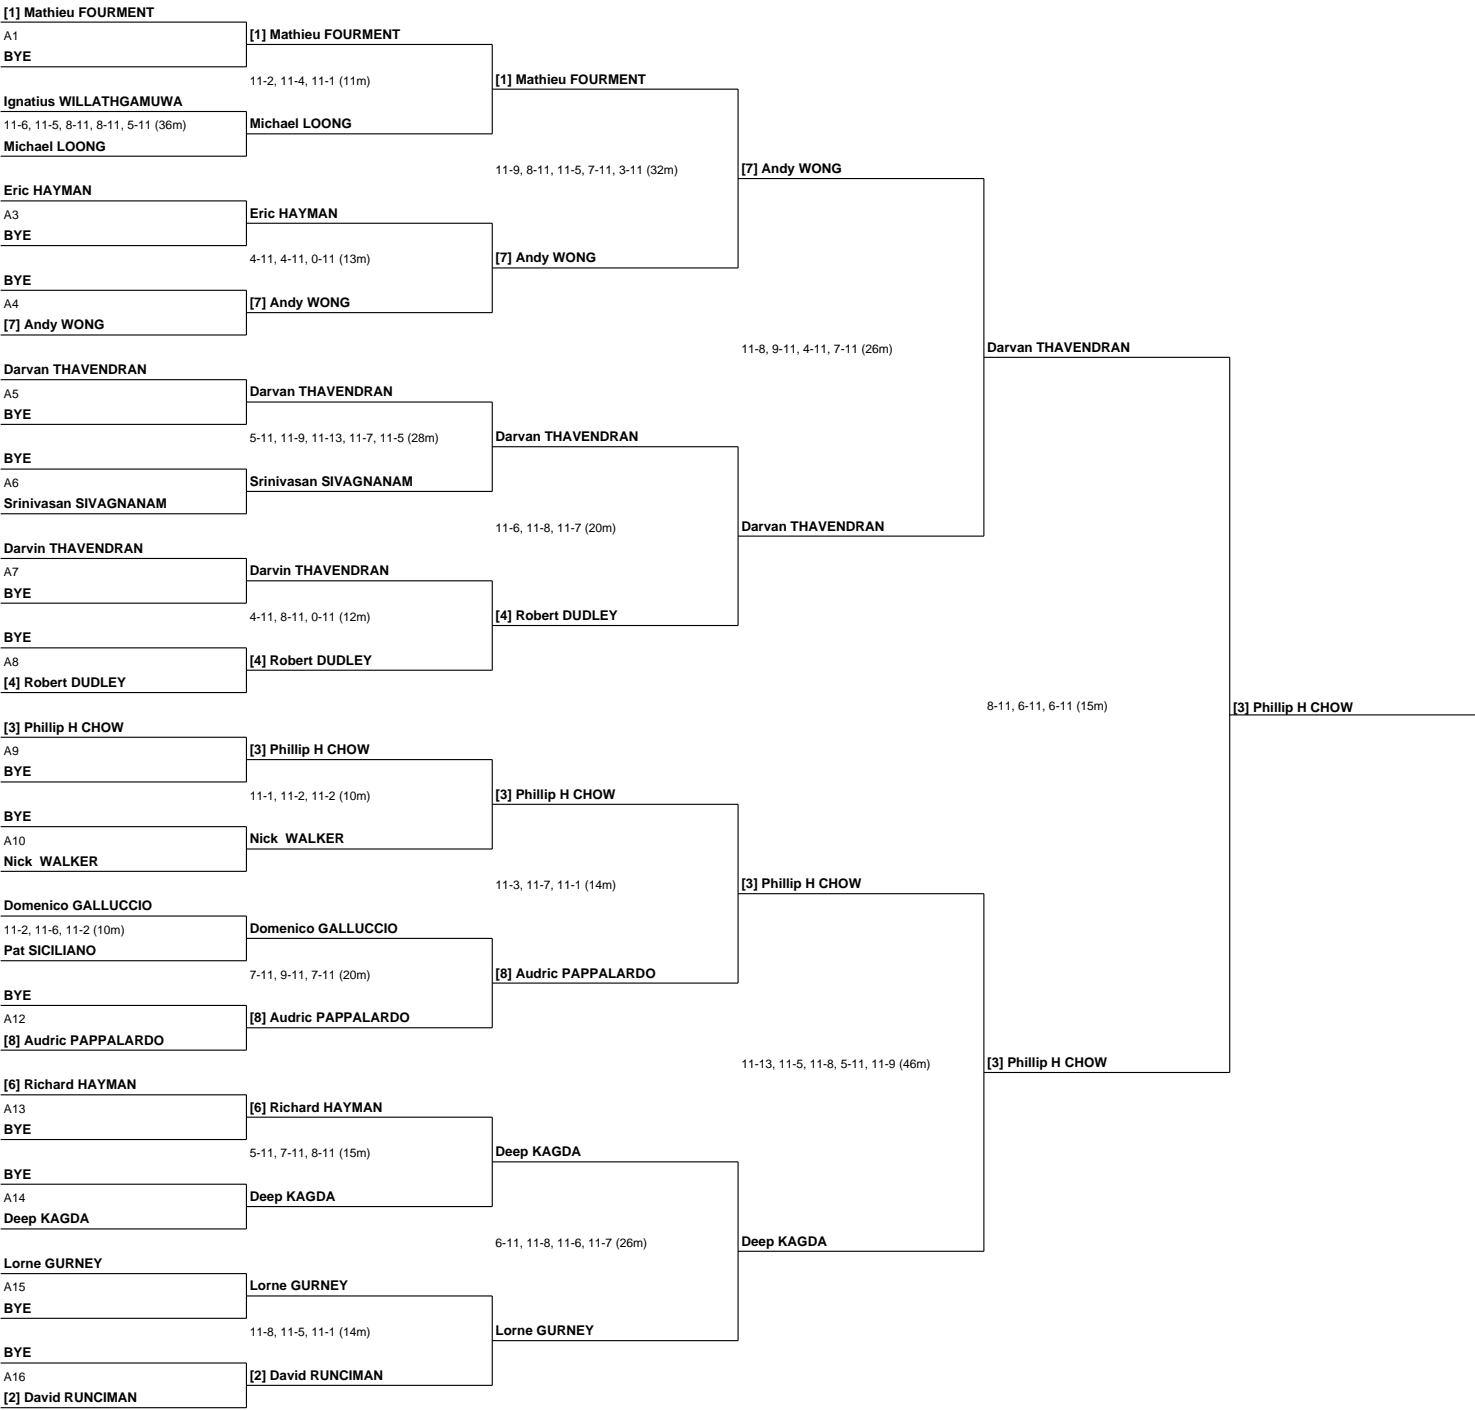 [1] Mathieu FOURMENT
A1
BYE
Ignatius WILLATHGAMUWA
11-6, 11-5, 8-11, 8-11, 5-11 (36m)
Michael LOONG
Eric HAYMAN
A3
BYE
BYE
A4
[7] Andy WONG
Darvan THAVENDRAN
A5
BYE
BYE
A6
Srinivasan SIVAGNANAM
Darvin THAVENDRAN
A7
BYE
BYE
A8
[4] Robert DUDLEY
[3] Phillip H CHOW
A9
BYE
BYE
A10
Nick  WALKER
Domenico GALLUCCIO
11-2, 11-6, 11-2 (10m)
Pat SICILIANO
BYE
A12
[8] Audric PAPPALARDO
[6] Richard HAYMAN
A13
BYE
BYE
A14
Deep KAGDA
Lorne GURNEY
A15
BYE
BYE
A16
[2] David RUNCIMAN
[1] Mathieu FOURMENT
11-2, 11-4, 11-1 (11m)
Michael LOONG
Eric HAYMAN
4-11, 4-11, 0-11 (13m)
[7] Andy WONG
Darvan THAVENDRAN
5-11, 11-9, 11-13, 11-7, 11-5 (28m)
Srinivasan SIVAGNANAM
Darvin THAVENDRAN
4-11, 8-11, 0-11 (12m)
[4] Robert DUDLEY
[3] Phillip H CHOW
11-1, 11-2, 11-2 (10m)
Nick  WALKER
Domenico GALLUCCIO
7-11, 9-11, 7-11 (20m)
[8] Audric PAPPALARDO
[6] Richard HAYMAN
5-11, 7-11, 8-11 (15m)
Deep KAGDA
Lorne GURNEY
11-8, 11-5, 11-1 (14m)
[2] David RUNCIMAN
[1] Mathieu FOURMENT
11-9, 8-11, 11-5, 7-11, 3-11 (32m)
[7] Andy WONG
Darvan THAVENDRAN
11-6, 11-8, 11-7 (20m)
[4] Robert DUDLEY
[3] Phillip H CHOW
11-3, 11-7, 11-1 (14m)
[8] Audric PAPPALARDO
Deep KAGDA
6-11, 11-8, 11-6, 11-7 (26m)
Lorne GURNEY
[7] Andy WONG
11-8, 9-11, 4-11, 7-11 (26m)
Darvan THAVENDRAN
[3] Phillip H CHOW
11-13, 11-5, 11-8, 5-11, 11-9 (46m)
Deep KAGDA
Darvan THAVENDRAN
8-11, 6-11, 6-11 (15m)
[3] Phillip H CHOW
[3] Phillip H CHOW